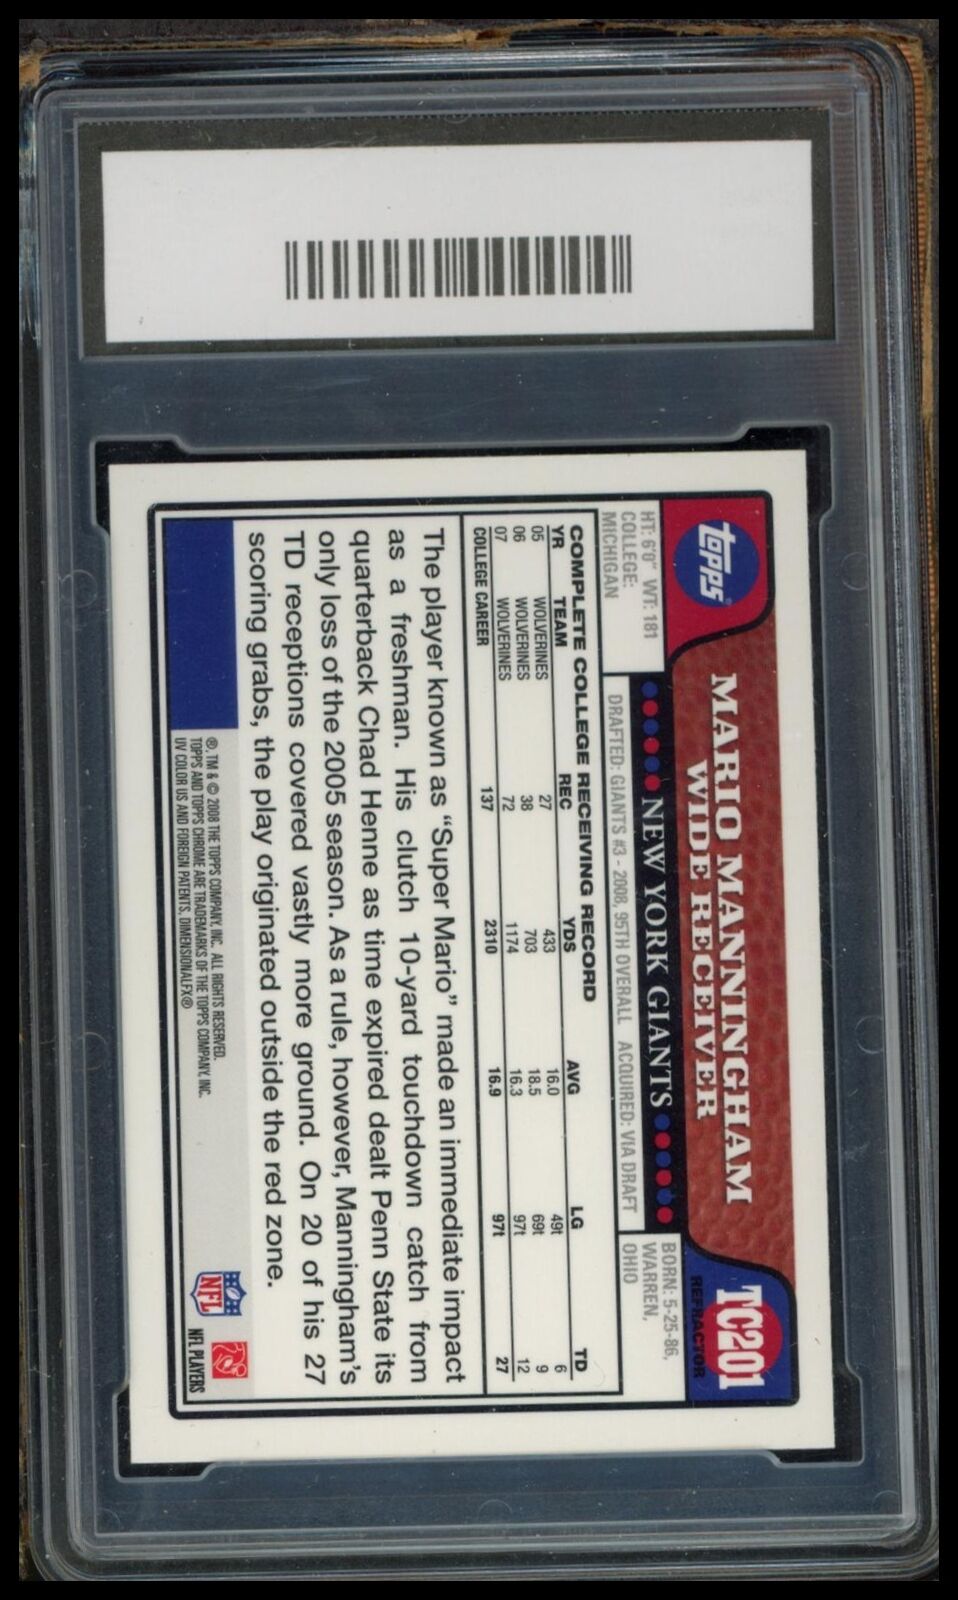 topps®
MARIO MANNINGHAM
WIDE RECEIVER
TC201
REFRACTOR
NEW YORK GIANTS
HT: 6'0" WT: 181
COLLEGE:
MICHIGAN
DRAFTED: GIANTS #3 - 2008, 95TH OVERALL ACQUIRED: VIA DRAFT
BORN: 5-25-86,
WARREN,
OHIO
COMPLETE COLLEGE RECEIVING RECORD
YR TEAM REC YDS AVG LG TD
05 WOLVERINES 27 433 16.0 49t 6
06 WOLVERINES 38 703 18.5 69t 9
07 WOLVERINES 72 1174 16.3 97t 12
COLLEGE CAREER 137 2310 16.9 97t 27
The player known as “Super Mario” made an immediate impact
as a freshman. His clutch 10-yard touchdown catch from
quarterback Chad Henne as time expired dealt Penn State its
only loss of the 2005 season. As a rule, however, Manningham's
TD receptions covered vastly more ground. On 20 of his 27
scoring grabs, the play originated outside the red zone.
®, TM & © 2008 THE TOPPS COMPANY, INC. ALL RIGHTS RESERVED.
TOPPS AND TOPPS CHROME ARE TRADEMARKS OF THE TOPPS COMPANY, INC.
UV COLOR US AND FOREIGN PATENTS, DIMENSIONALFX®
NFL
NFL PLAYERS